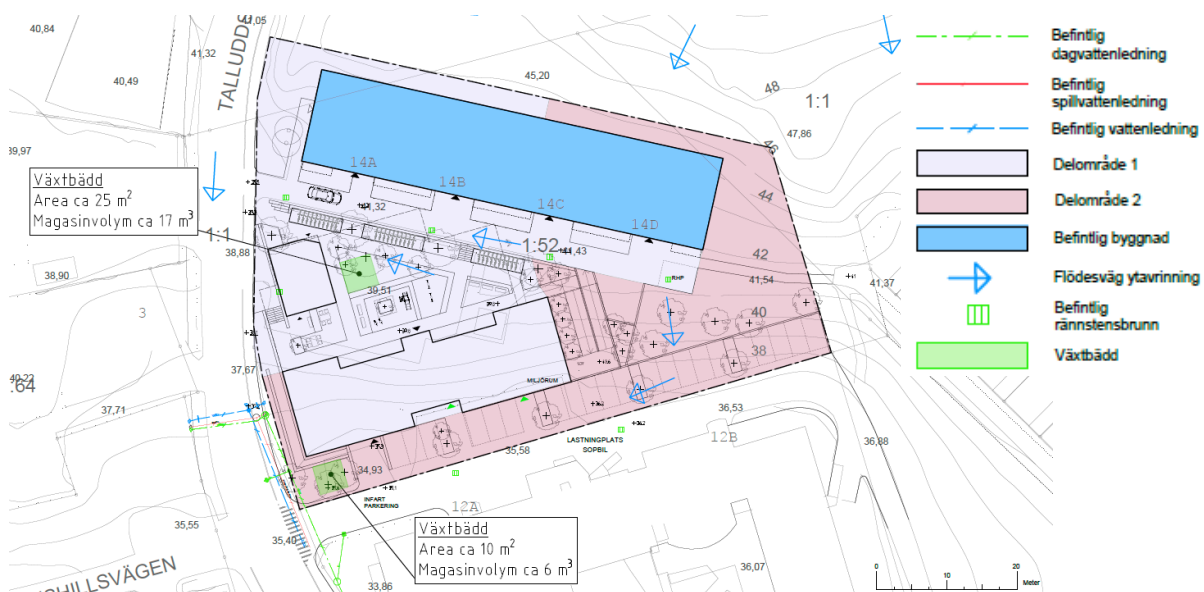 40,84
41,05
41,32
40,49
TALLUDDS
45,20
48
1:1
47,86
46
39,97
44
Växtbädd
Area ca 25 m²
Magasinvolym ca 17 m³
14A
14B
14C
14D
1:1
38,88
1:52
42
41,54
41,37
RHP
38,90
39,51
3
40
38
40,22
:64
37,67
37,71
MILJÖRUM
36,53
12B
36,88
LASTNINGPLATS
SOPBIL
35,58
34,93
INFART
PARKERING
12A
35,55
35,40
SHILLSVÄGEN
33,86
36,07
Växtbädd
Area ca 10 m²
Magasinvolym ca 6 m³
0
10
20
Meter
Befintlig
dagvattenledning
Befintlig
spillvattenledning
Befintlig vattenledning
Delområde 1
Delområde 2
Befintlig byggnad
Flödesväg ytavrinning
Befintlig
rännstensbrunn
Växtbädd